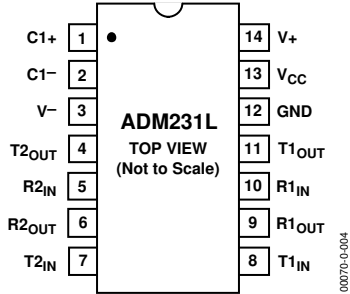 C1+ 1 14 V+
C1– 2 13 VCC
V– 3 12 GND
ADM231L
T2OUT 4 TOP VIEW 11 T1OUT
(Not to Scale)
R2IN 5 10 R1IN
R2OUT 6 9 R1OUT
T2IN 7 8 T1IN
00070-0-004